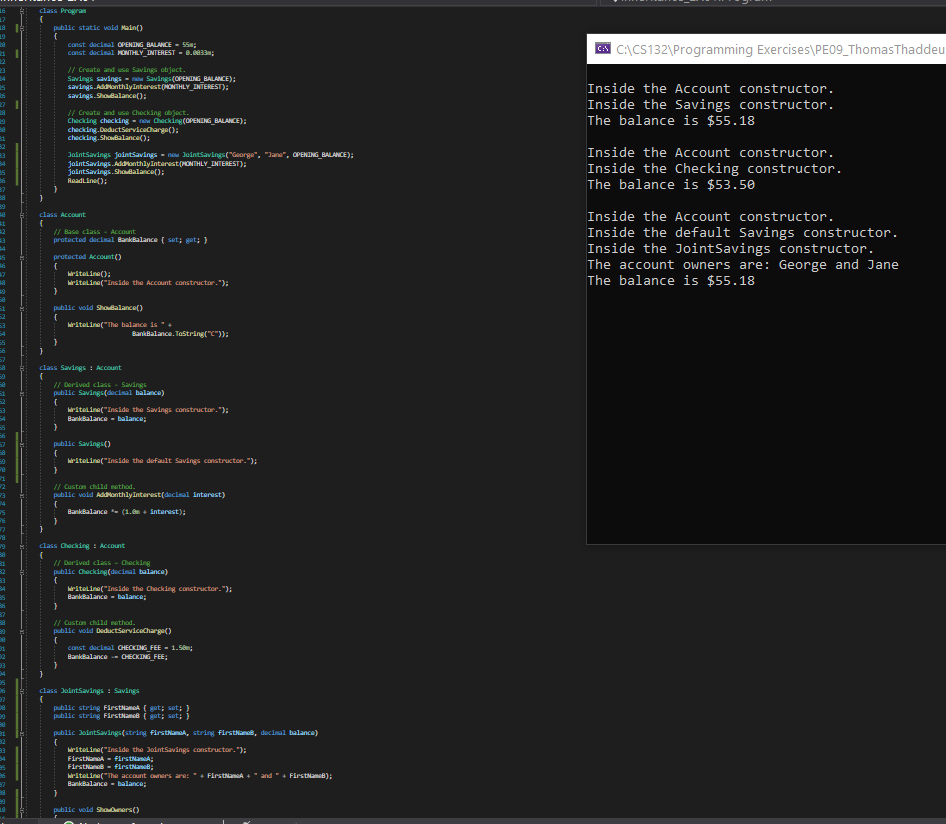 class Program
{
public static void Main()
{
const decimal OPENING_BALANCE = 55m;
const decimal MONTHLY_INTEREST = 0.0033m;
// Create and use Savings object.
Savings savings = new Savings(OPENING_BALANCE);
savings.AddMonthlyInterest(MONTHLY_INTEREST);
savings.ShowBalance();
// Create and use Checking object.
Checking checking = new Checking(OPENING_BALANCE);
checking.DeductServiceCharge();
checking.ShowBalance();
JointSavings jointSavings = new JointSavings("George", "Jane", OPENING_BALANCE);
jointSavings.AddMonthlyInterest(MONTHLY_INTEREST);
jointSavings.ShowBalance();
ReadLine();
}
}
class Account
{
// Base class - Account
protected decimal BankBalance { set; get; }
protected Account()
{
WriteLine();
WriteLine("Inside the Account constructor.");
}
public void ShowBalance()
{
WriteLine("The balance is " +
BankBalance.ToString("C"));
}
}
class Savings : Account
{
// Derived class - Savings
public Savings(decimal balance)
{
WriteLine("Inside the Savings constructor.");
BankBalance = balance;
}
public Savings()
{
WriteLine("Inside the default Savings constructor.");
}
// Custom child method.
public void AddMonthlyInterest(decimal interest)
{
BankBalance *= (1.0m + interest);
}
}
class Checking : Account
{
// Derived class - Checking
public Checking(decimal balance)
{
WriteLine("Inside the Checking constructor.");
BankBalance = balance;
}
// Custom child method.
public void DeductServiceCharge()
{
const decimal CHECKING_FEE = 1.50m;
BankBalance -= CHECKING_FEE;
}
}
class JointSavings : Savings
{
public string FirstNameA { get; set; }
public string FirstNameB { get; set; }
public JointSavings(string firstNameA, string firstNameB, decimal balance)
{
WriteLine("Inside the JointSavings constructor.");
FirstNameA = firstNameA;
FirstNameB = firstNameB;
WriteLine("The account owners are: " + FirstNameA + " and " + FirstNameB);
BankBalance = balance;
}
public void ShowOwners()
{
C:\CS132\Programming Exercises\PE09_ThomasThaddeu
Inside the Account constructor.
Inside the Savings constructor.
The balance is $55.18
Inside the Account constructor.
Inside the Checking constructor.
The balance is $53.50
Inside the Account constructor.
Inside the default Savings constructor.
Inside the JointSavings constructor.
The account owners are: George and Jane
The balance is $55.18